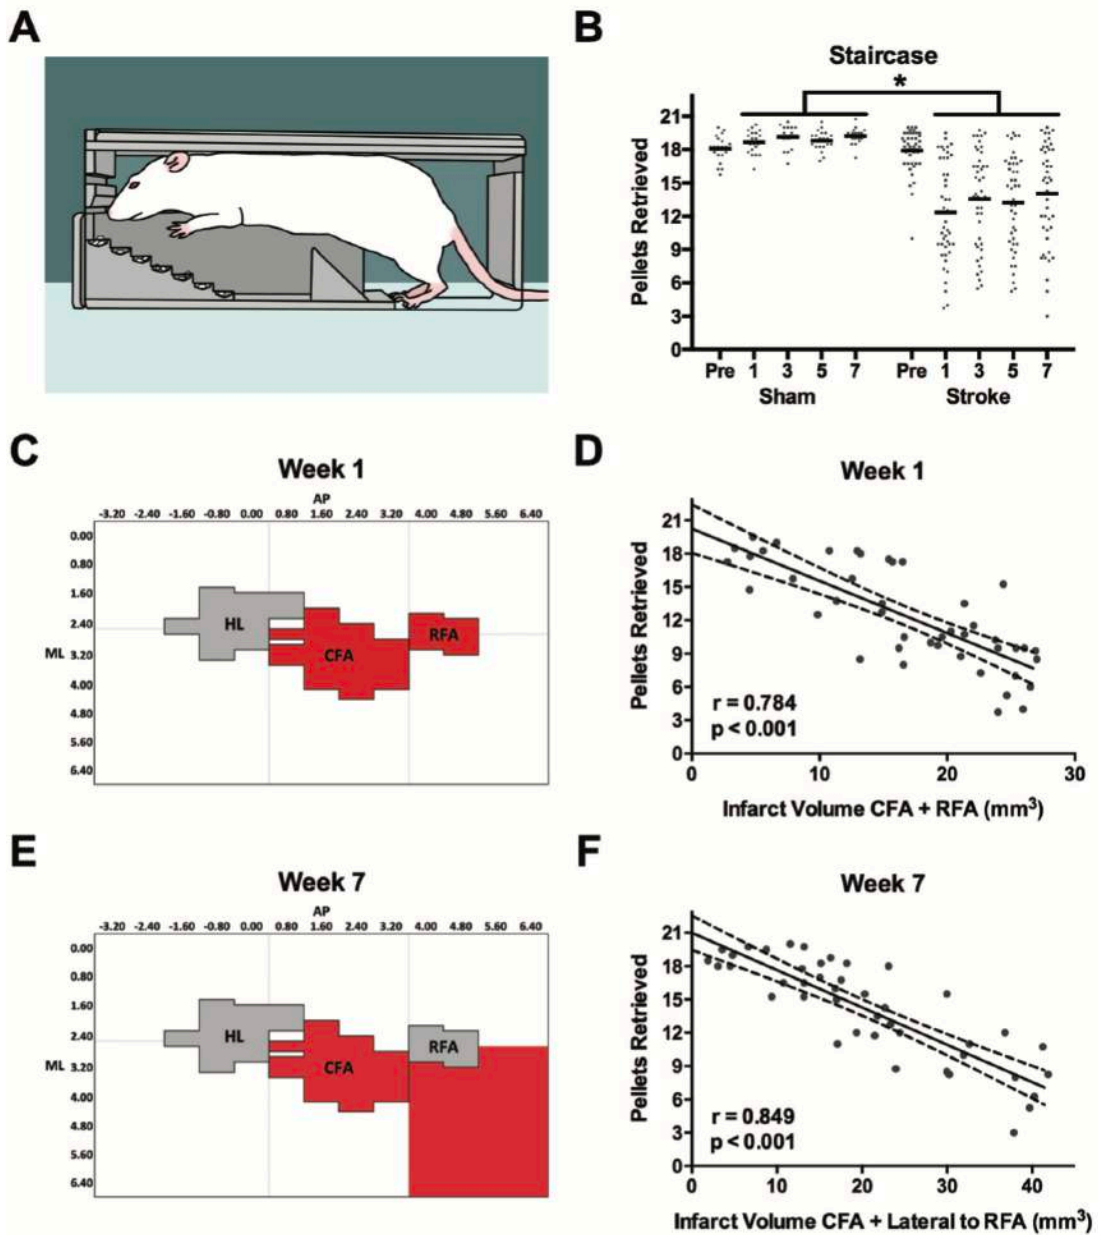 A
B
Staircase
*
Pellets Retrieved
21
18
15
12
9
6
3
0
Pre 1 3 5 7 Pre 1 3 5 7
Sham Stroke
C
Week 1
AP
-3.20 -2.40 -1.60 -0.80 0.00 0.80 1.60 2.40 3.20 4.00 4.80 5.60 6.40
ML
0.00
0.80
1.60
2.40
3.20
4.00
4.80
5.60
6.40
HL
CFA
RFA
D
Week 1
Pellets Retrieved
21
18
15
12
9
6
3
0
r = 0.784
p < 0.001
0 10 20 30
Infarct Volume CFA + RFA (mm³)
E
Week 7
AP
-3.20 -2.40 -1.60 -0.80 0.00 0.80 1.60 2.40 3.20 4.00 4.80 5.60 6.40
ML
0.00
0.80
1.60
2.40
3.20
4.00
4.80
5.60
6.40
HL
CFA
RFA
F
Week 7
Pellets Retrieved
21
18
15
12
9
6
3
0
r = 0.849
p < 0.001
0 10 20 30 40
Infarct Volume CFA + Lateral to RFA (mm³)